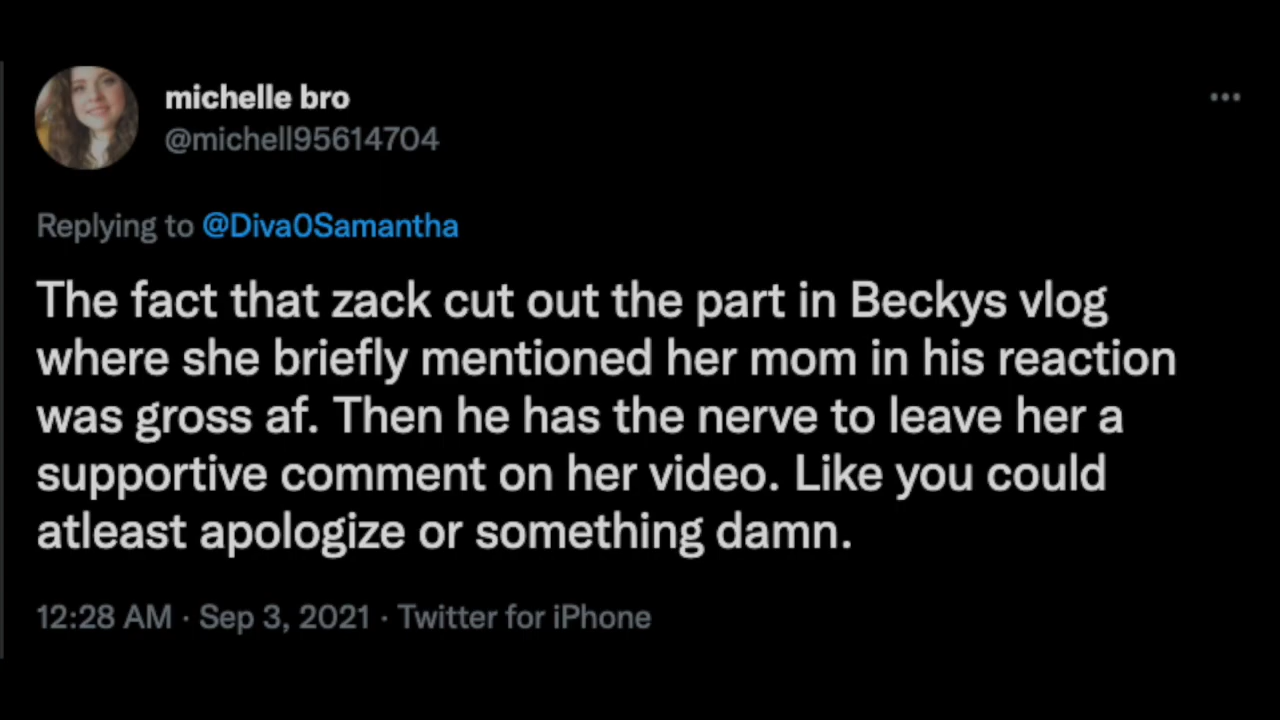 michelle bro
@michell95614704
Replying to @Diva0Samantha
The fact that zack cut out the part in Beckys vlog
where she briefly mentioned her mom in his reaction
was gross af. Then he has the nerve to leave her a
supportive comment on her video. Like you could
atleast apologize or something damn.
12:28 AM · Sep 3, 2021 · Twitter for iPhone